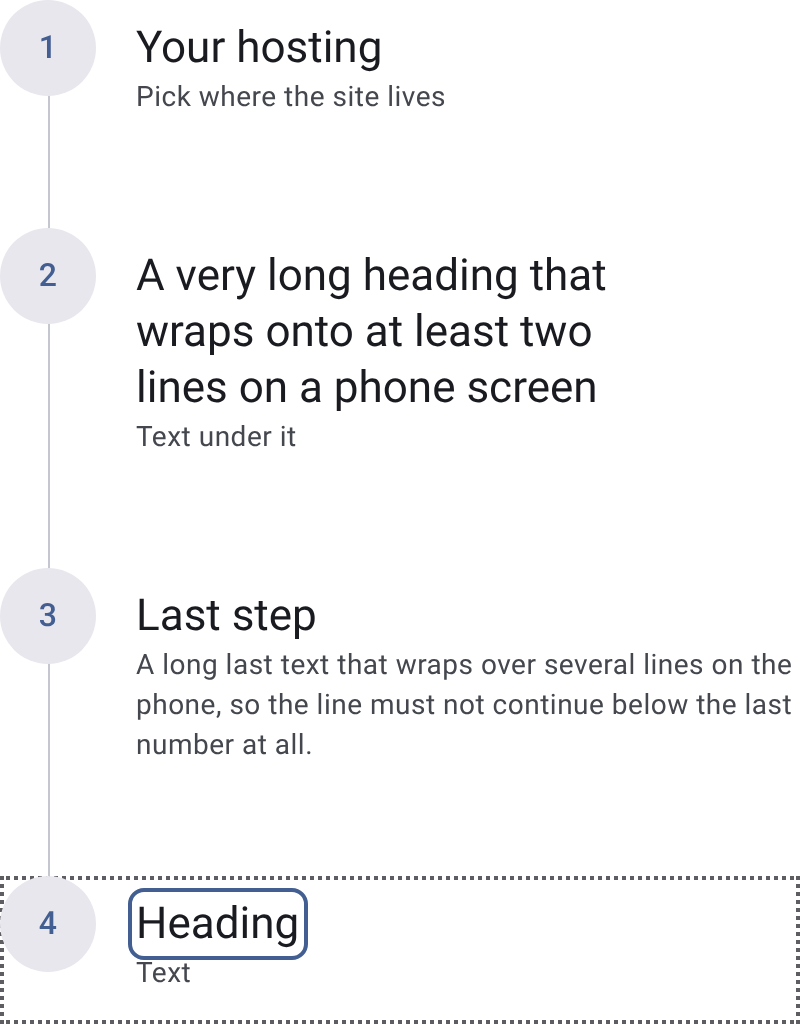 1
Your hosting
Pick where the site lives
2
A very long heading that
wraps onto at least two
lines on a phone screen
Text under it
3
Last step
A long last text that wraps over several lines on the
phone, so the line must not continue below the last
number at all.
4
Heading
Text